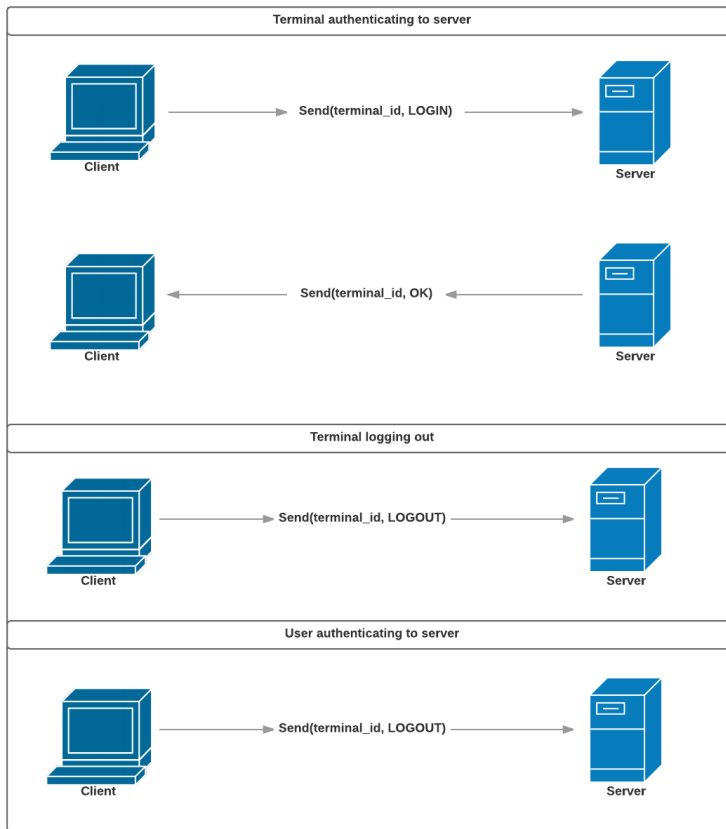 Terminal authenticating to server
Send(terminal_id, LOGIN)
Client
Server
Send(terminal_id, OK)
Client
Server
Terminal logging out
Send(terminal_id, LOGOUT)
Client
Server
User authenticating to server
Send(terminal_id, LOGOUT)
Client
Server